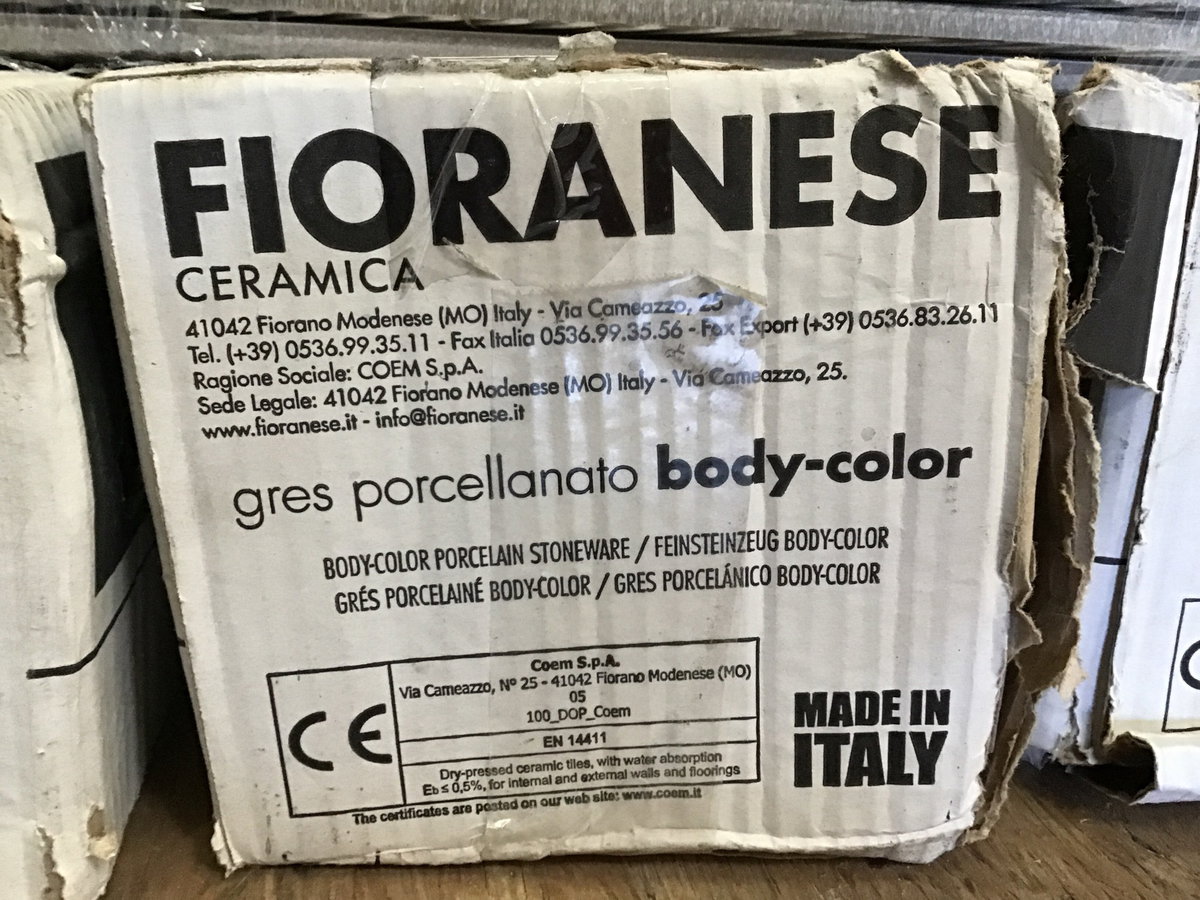 FIORANESE
CERAMICA
41042 Fiorano Modenese (MO) Italy - Via Cameazzo, 25
Tel. (+39) 0536.99.35.11 - Fax Italia 0536.99.35.56 - Fax Export (+39) 0536.83.26.11
Ragione Sociale: COEM S.p.A.
Sede Legale: 41042 Fiorano Modenese (MO) Italy - Via Cameazzo, 25.
www.fioranese.it - info@fioranese.it
gres porcellanato body-color
BODY-COLOR PORCELAIN STONEWARE / FEINSTEINZEUG BODY-COLOR
GRÉS PORCELAINÉ BODY-COLOR / GRES PORCELÁNICO BODY-COLOR
CE
Coem S.p.A.
Via Cameazzo, Nº 25 - 41042 Fiorano Modenese (MO)
05
100_DOP_Coem
EN 14411
Dry-pressed ceramic tiles, with water absorption
Eb ≤ 0,5%, for internal and external walls and floorings
The certificates are posted on our web site: www.coem.it
MADE IN
ITALY